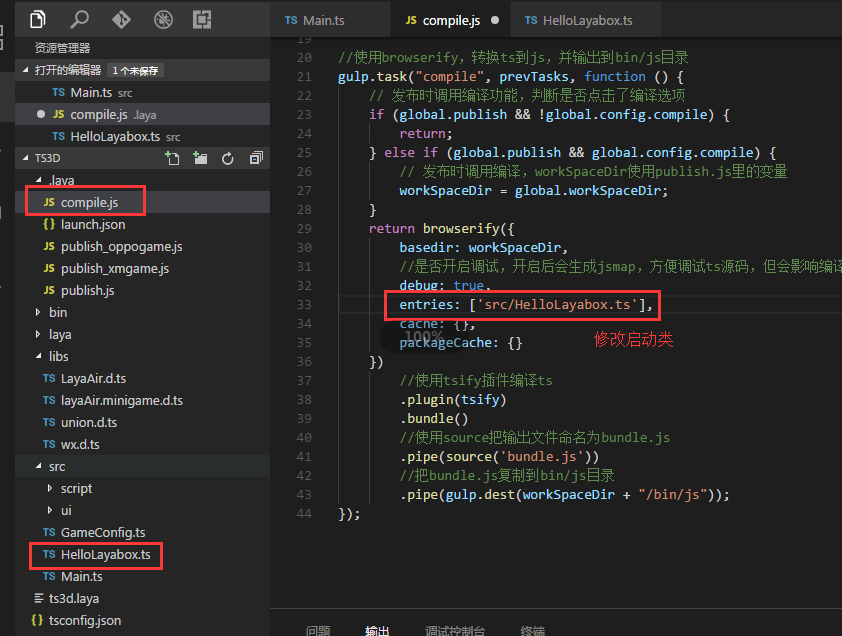 Main.ts
compile.js
HelloLayabox.ts
资源管理器
打开的编辑器 1 个未保存
TS Main.ts src
JS compile.js .laya
TS HelloLayabox.ts src
TS3D
.laya
JS compile.js
{} launch.json
JS publish_oppogame.js
JS publish_xmgame.js
JS publish.js
bin
laya
libs
TS LayaAir.d.ts
TS layaAir.minigame.d.ts
TS union.d.ts
TS wx.d.ts
src
script
ui
TS GameConfig.ts
TS HelloLayabox.ts
TS Main.ts
ts3d.laya
{} tsconfig.json
19
20 //使用browserify,转换ts到js,并输出到bin/js目录
21 gulp.task("compile", prevTasks, function () {
22 // 发布时调用编译功能,判断是否点击了编译选项
23 if (global.publish && !global.config.compile) {
24 return;
25 } else if (global.publish && global.config.compile) {
26 // 发布时调用编译,workSpaceDir使用publish.js里的变量
27 workSpaceDir = global.workSpaceDir;
28 }
29 return browserify({
30 basedir: workSpaceDir,
31 //是否开启调试,开启后会生成jsmap,方便调试ts源码,但会影响编译
32 debug: true,
33 entries: ['src/HelloLayabox.ts'],
34 cache: {},
35 packageCache: {}
100%
修改启动类
36 })
37 //使用tsify插件编译ts
38 .plugin(tsify)
39 .bundle()
40 //使用source把输出文件命名为bundle.js
41 .pipe(source('bundle.js'))
42 //把bundle.js复制到bin/js目录
43 .pipe(gulp.dest(workSpaceDir + "/bin/js"));
44 });
问题 输出 调试控制台 终端